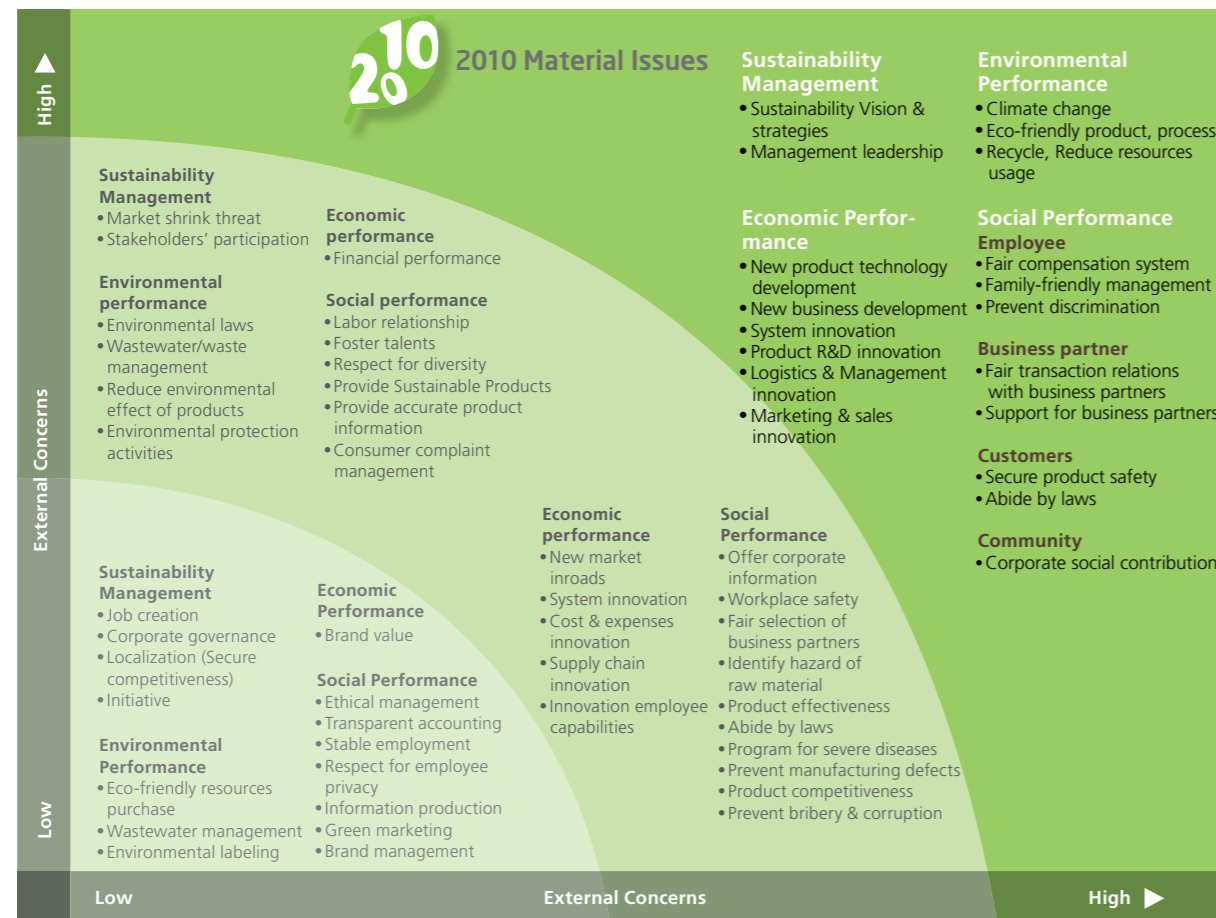 High ▶
External Concerns
Low
2010
2010 Material Issues
Sustainability
Management
• Sustainability Vision &
strategies
• Management leadership
Environmental
Performance
• Climate change
• Eco-friendly product, process
• Recycle, Reduce resources
usage
Economic Perfor-
mance
• New product technology
development
• New business development
• System innovation
• Product R&D innovation
• Logistics & Management
innovation
• Marketing & sales
innovation
Social Performance
Employee
• Fair compensation system
• Family-friendly management
• Prevent discrimination
Business partner
• Fair transaction relations
with business partners
• Support for business partners
Customers
• Secure product safety
• Abide by laws
Community
• Corporate social contribution
Sustainability
Management
• Market shrink threat
• Stakeholders’ participation
Environmental
performance
• Environmental laws
• Wastewater/waste
management
• Reduce environmental
effect of products
• Environmental protection
activities
Economic
performance
• Financial performance
Social performance
• Labor relationship
• Foster talents
• Respect for diversity
• Provide Sustainable Products
• Provide accurate product
information
• Consumer complaint
management
Economic
performance
• New market
inroads
• System innovation
• Cost & expenses
innovation
• Supply chain
innovation
• Innovation employee
capabilities
Social
Performance
• Offer corporate
information
• Workplace safety
• Fair selection of
business partners
• Identify hazard of
raw material
• Product effectiveness
• Abide by laws
• Program for severe diseases
• Prevent manufacturing defects
• Product competitiveness
• Prevent bribery & corruption
Sustainability
Management
• Job creation
• Corporate governance
• Localization (Secure
competitiveness)
• Initiative
Environmental
Performance
• Eco-friendly resources
purchase
• Wastewater management
• Environmental labeling
Economic
Performance
• Brand value
Social Performance
• Ethical management
• Transparent accounting
• Stable employment
• Respect for employee
privacy
• Information production
• Green marketing
• Brand management
Low
External Concerns
High ▶